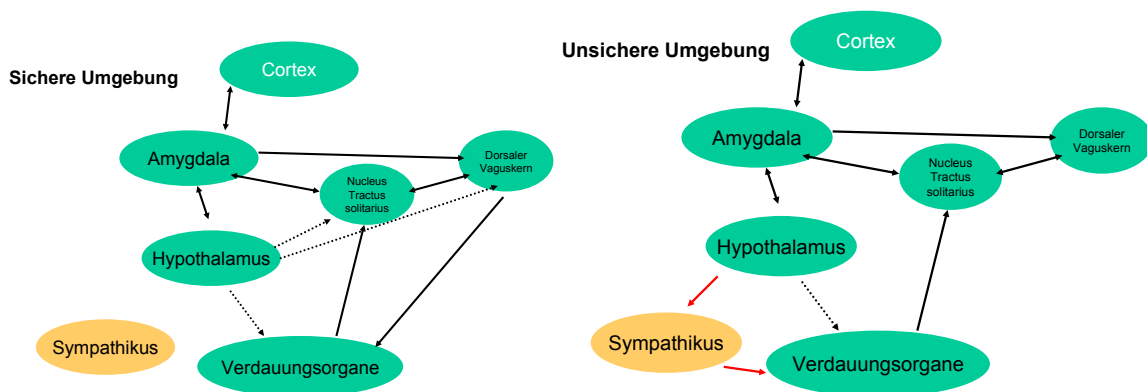 Sichere Umgebung
Cortex
Amygdala
Dorsaler
Vaguskern
Nucleus
Tractus
solitarius
Hypothalamus
Sympathikus
Verdauungsorgane
Unsichere Umgebung
Cortex
Amygdala
Dorsaler
Vaguskern
Nucleus
Tractus
solitarius
Hypothalamus
Sympathikus
Verdauungsorgane